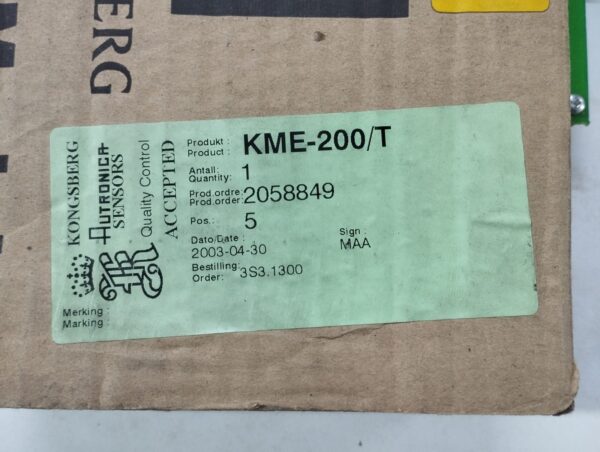 ERG
M
KONGSBERG
AUTRONICA
SENSORS
Quality Control
ACCEPTED
Produkt :
Product :
KME-200/T
Antall:
Quantity:
1
Prod.ordre:
Prod.order:
2058849
Pos.:
5
Dato/Date :
2003-04-30
Sign :
MAA
Bestilling:
Order:
3S3.1300
Merking :
Marking :